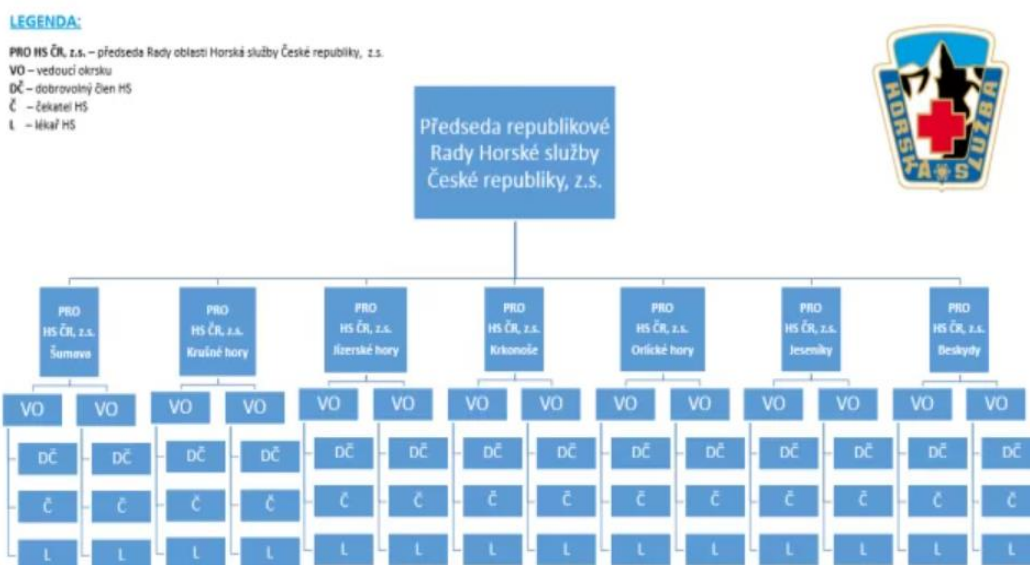 LEGENDA:
PRO HS ČR, z.s. – předseda Rady oblasti Horská služby České republiky, z.s.
VO – vedoucí okrsku
DČ – dobrovolný člen HS
Č – čekatel HS
L – lékař HS
HORSKÁ SLUŽBA
Předseda republikové
Rady Horské služby
České republiky, z.s.
PRO
HS ČR, z.s.
Šumava
PRO
HS ČR, z.s.
Krušné hory
PRO
HS ČR, z.s.
Jizerské hory
PRO
HS ČR, z.s.
Krkonoše
PRO
HS ČR, z.s.
Orlické hory
PRO
HS ČR, z.s.
Jeseníky
PRO
HS ČR, z.s.
Beskydy
VO VO VO VO VO VO VO VO VO VO VO VO VO VO
DČ DČ DČ DČ DČ DČ DČ DČ DČ DČ DČ DČ DČ DČ
Č Č Č Č Č Č Č Č Č Č Č Č Č Č
L L L L L L L L L L L L L L